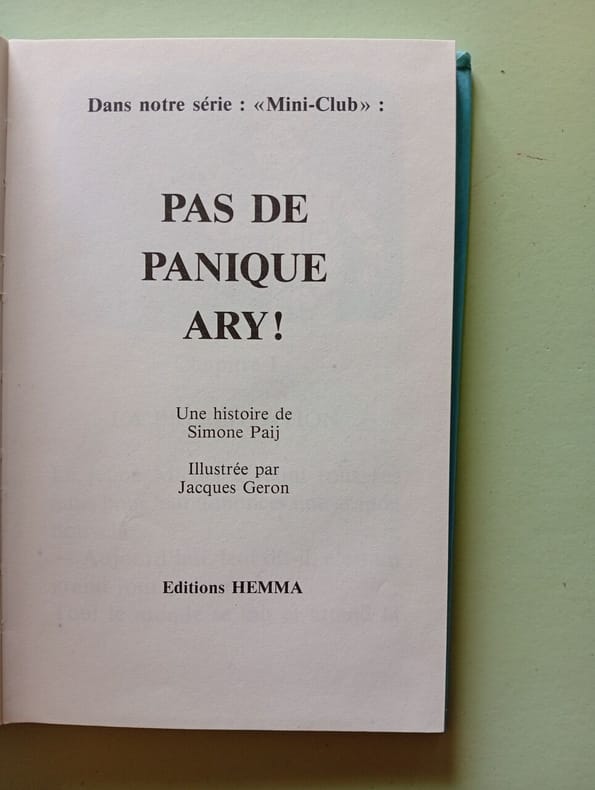 Dans notre série : «Mini-Club» :
PAS DE
PANIQUE
ARY!
Une histoire de
Simone Paij
Illustrée par
Jacques Geron
Editions HEMMA